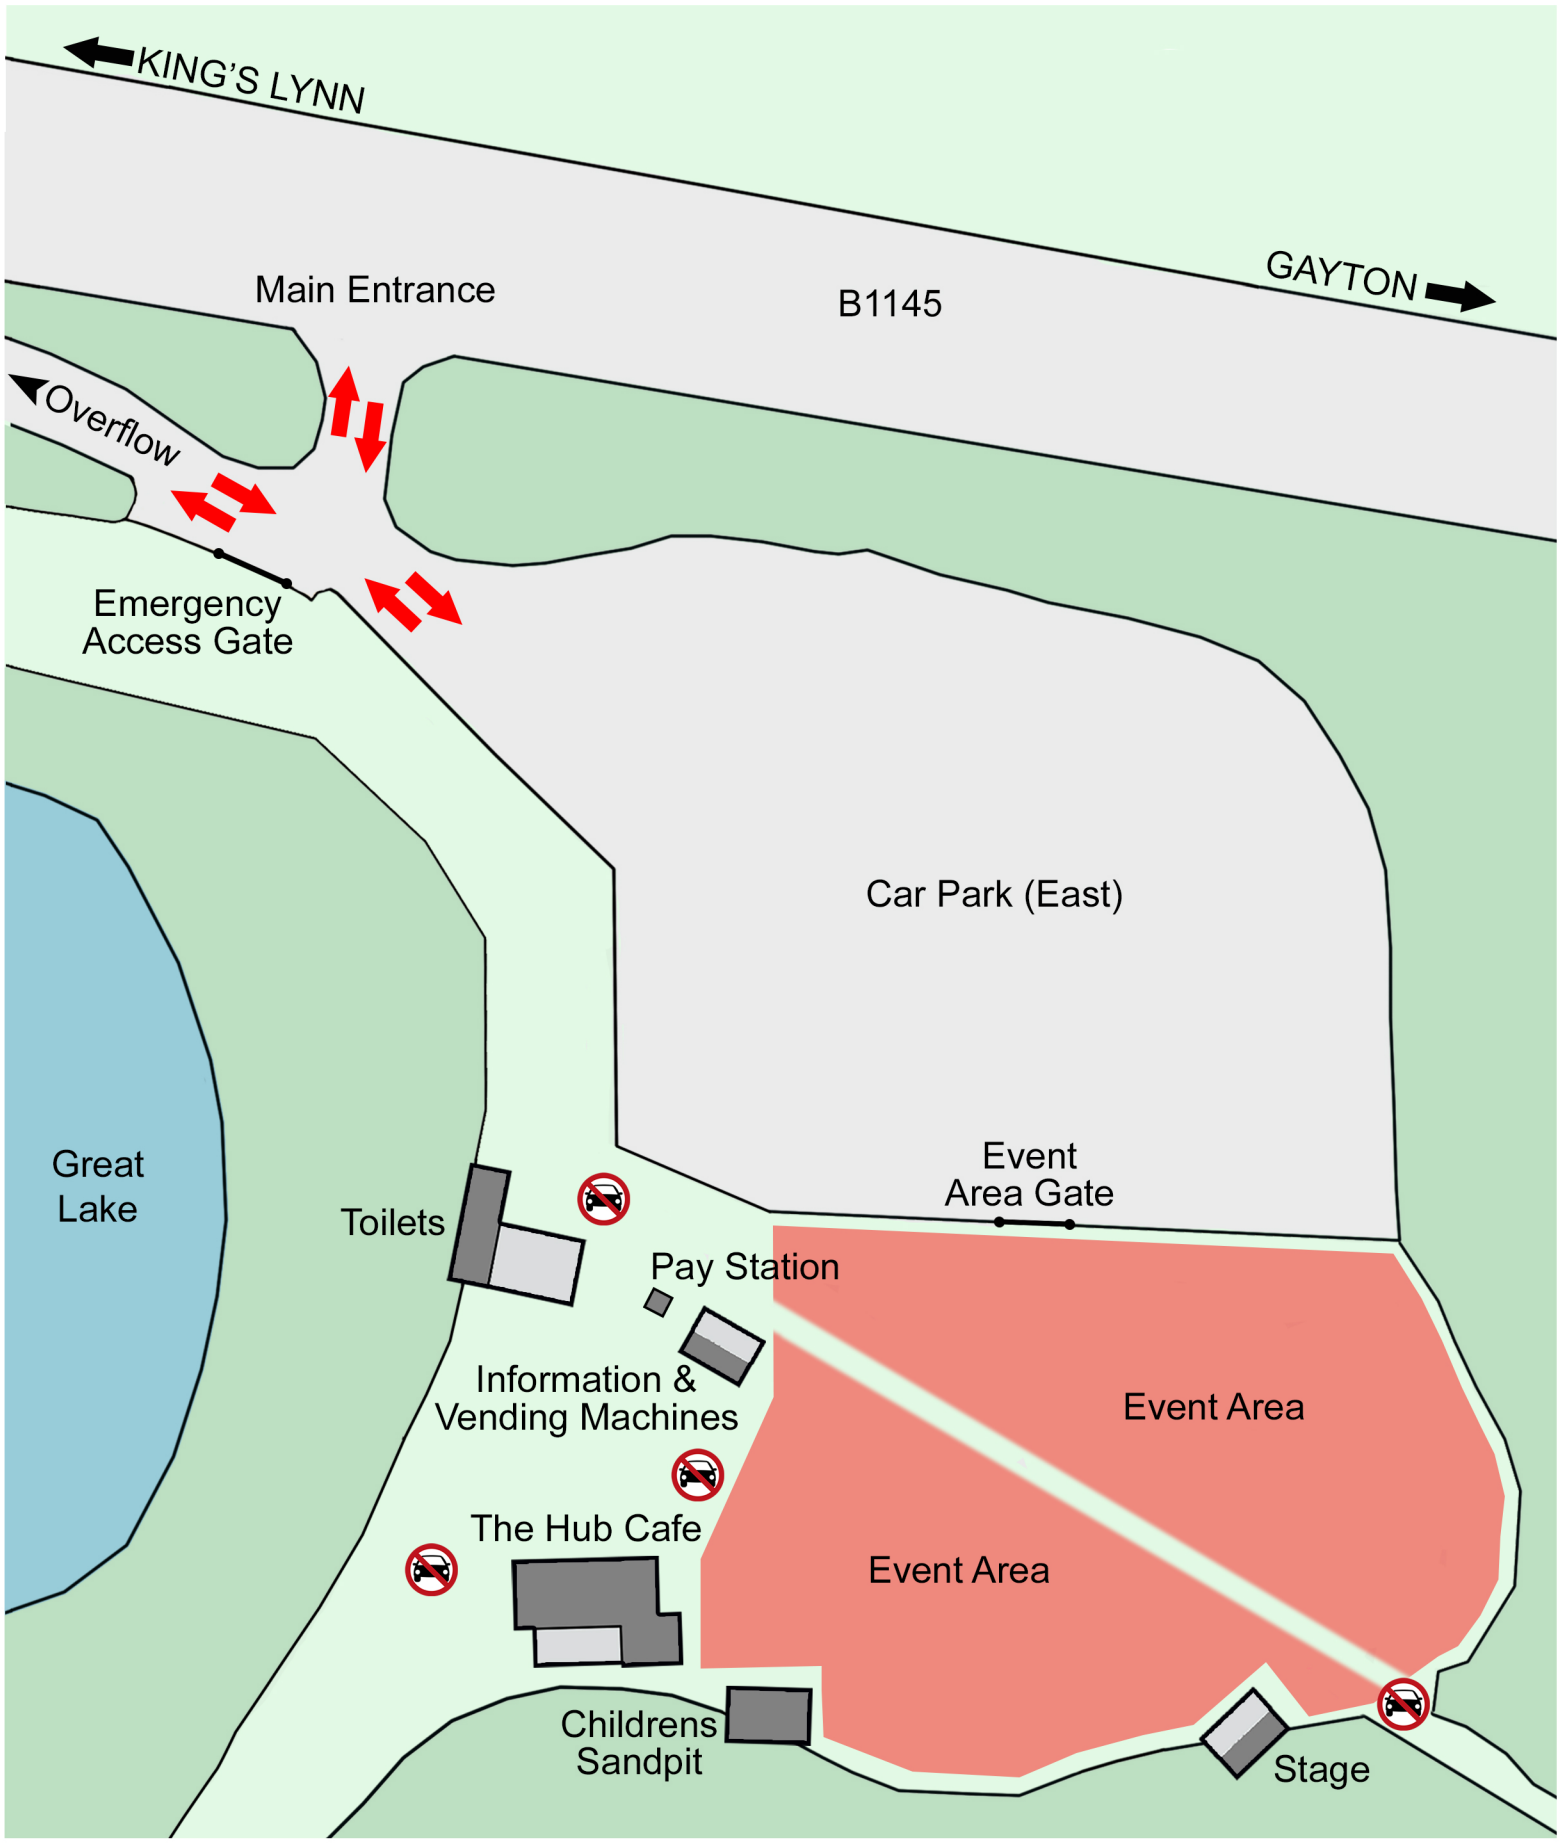 KING'S LYNN
GAYTON
Main Entrance
B1145
Overflow
Emergency
Access Gate
Car Park (East)
Event
Area Gate
Great
Lake
Toilets
Pay Station
Information &
Vending Machines
Event Area
The Hub Cafe
Event Area
Childrens
Sandpit
Stage